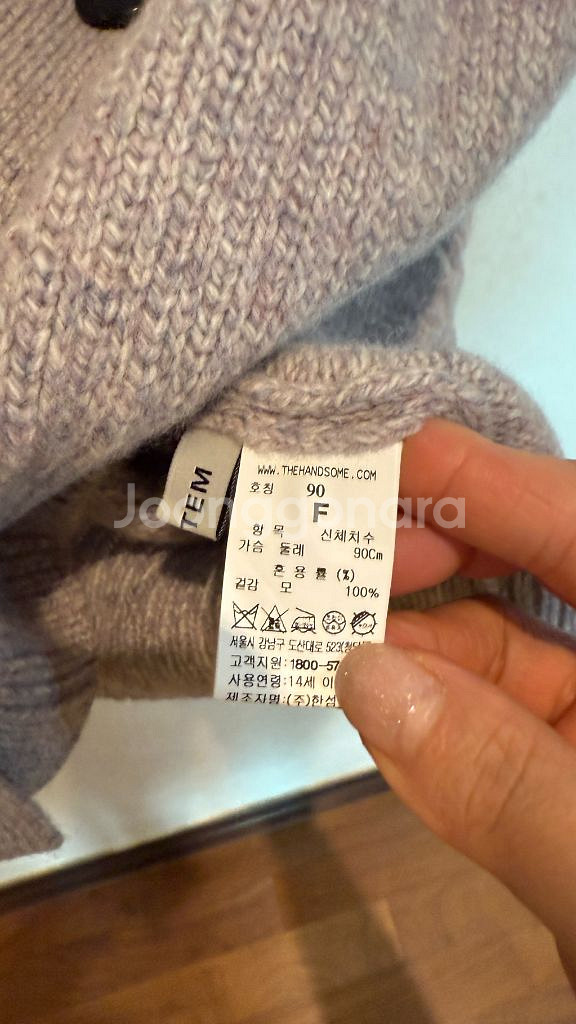 WWW.THEHANDSOME.COM
호칭 90
F
항 목 신체치수
가슴 둘레 90Cm
혼 용 률 (%)
겉감 모 100%
서울시 강남구 도산대로 523(청담
고객지원:1800-57
사용연령:14세 이
제조자명:(주)한섬
TEM
Joonggonara